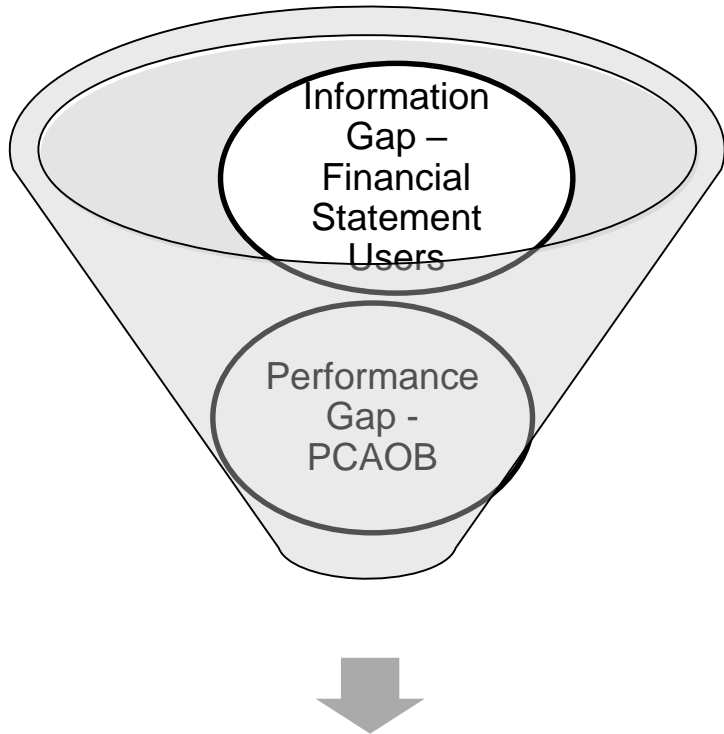 Information
Gap –
Financial
Statement
Users
Performance
Gap -
PCAOB